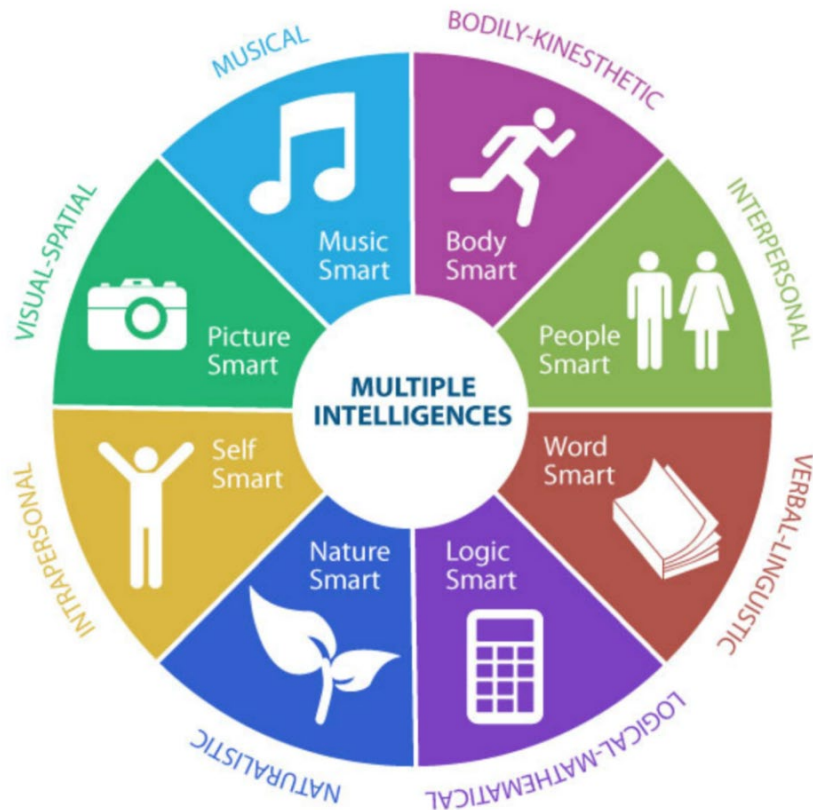 MUSICAL
BODILY-KINESTHETIC
VISUAL-SPATIAL
INTERPERSONAL
Music
Smart
Body
Smart
Picture
Smart
People
Smart
MULTIPLE
INTELLIGENCES
Self
Smart
Word
Smart
Nature
Smart
Logic
Smart
INTRAPERSONAL
VERBAL-LINGUISTIC
NATURALISTIC
LOGICAL-MATHEMATICAL